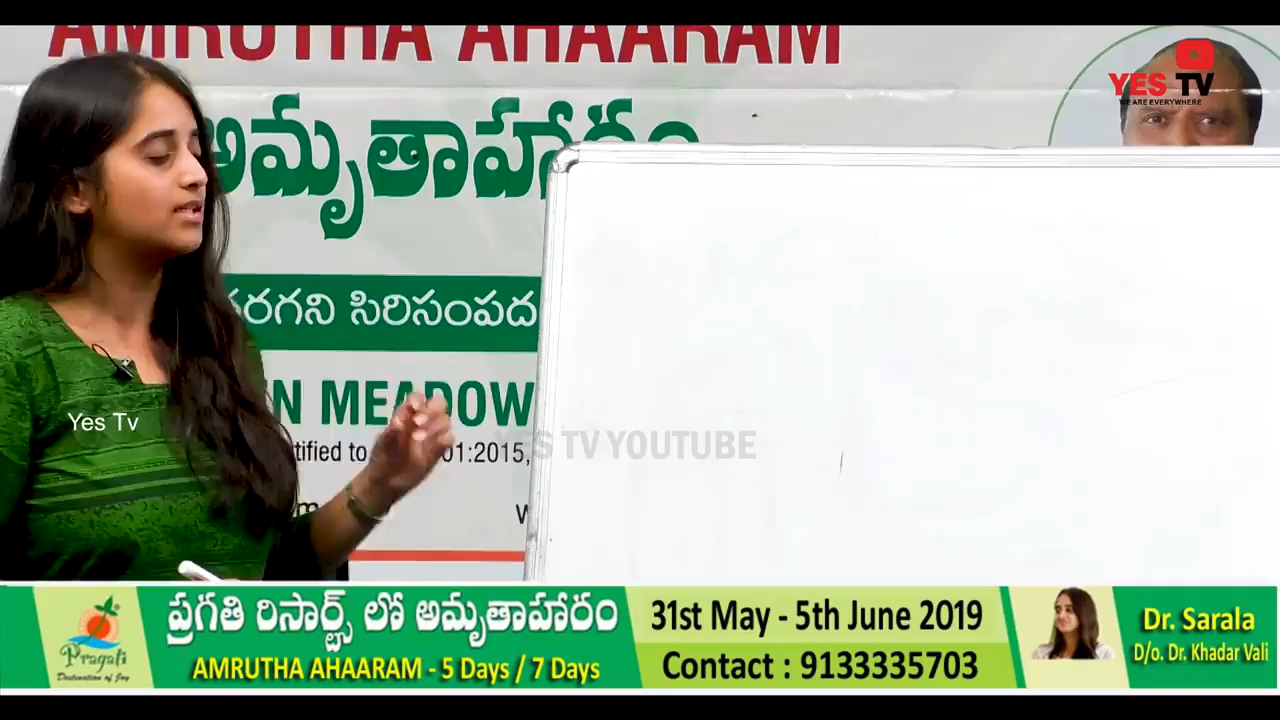 AMRUTHA AHAARAM
YES TV
WE ARE EVERYWHERE
అమృతాహారం
తరగని సిరిసంపద
N MEADOW
Yes Tv
tified to
01:2015,
YES TV YOUTUBE
w
ప్రగతి రిసార్ట్స్ లో అమృతాహారం
AMRUTHA AHAARAM - 5 Days / 7 Days
Pragati
Destination of Joy
31st May - 5th June 2019
Contact : 9133335703
Dr. Sarala
D/o. Dr. Khadar Vali